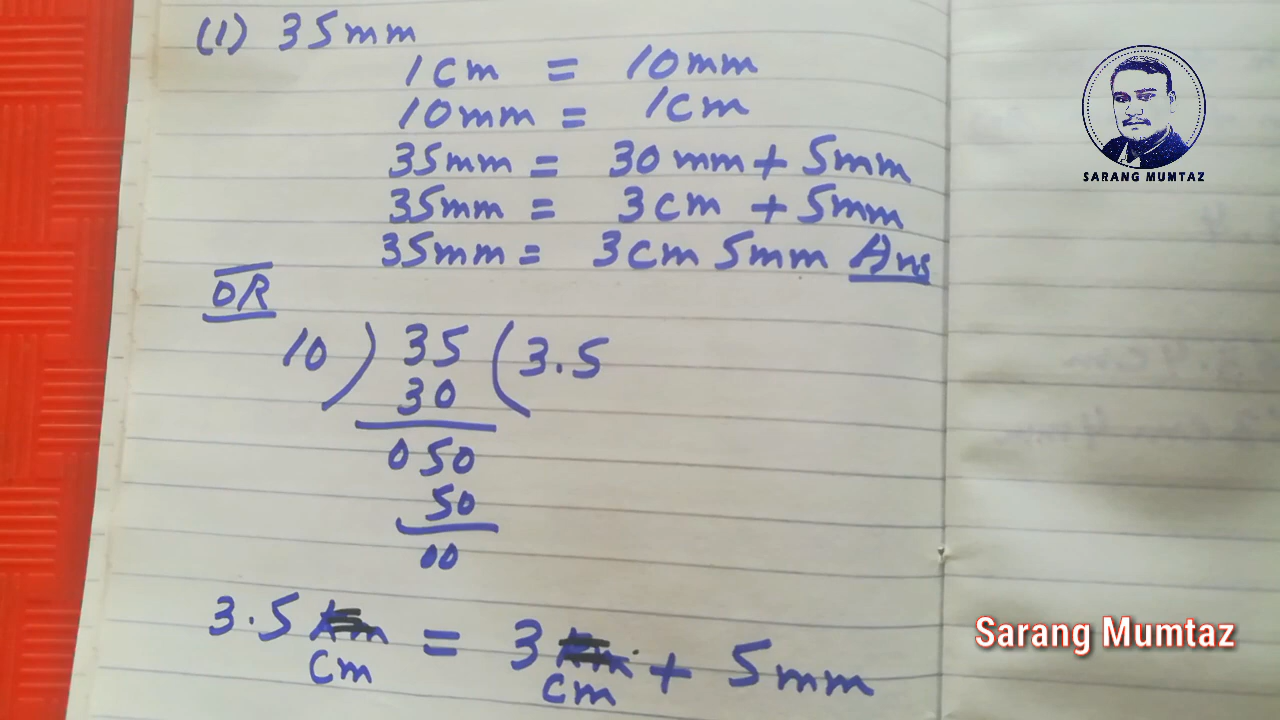 (1) 35mm
1cm = 10mm
10mm = 1cm
35mm = 30mm + 5mm
35mm = 3cm + 5mm
35mm = 3cm 5mm Ans
OR
10 ) 35 ( 3.5
30
050
50
00
3.5 cm = 3 cm + 5mm
SARANG MUMTAZ
Sarang Mumtaz